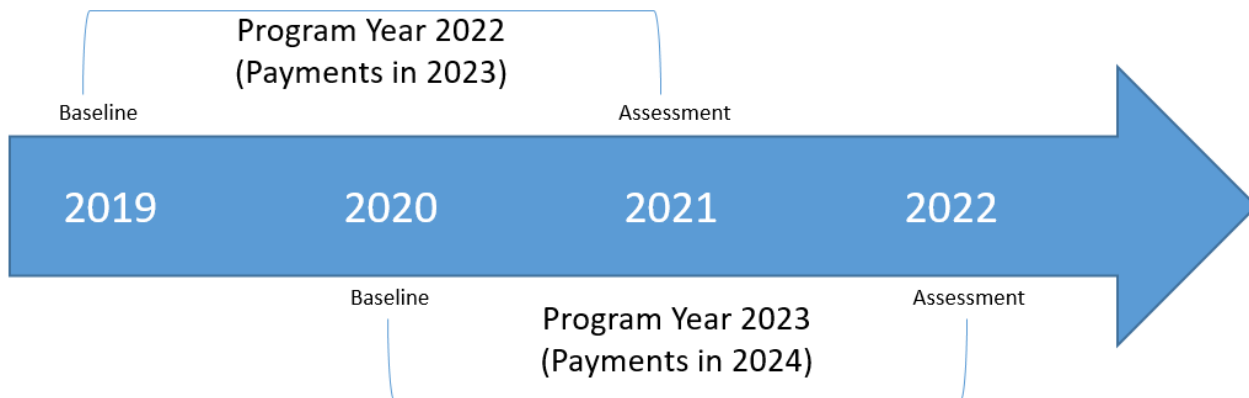 Program Year 2022
(Payments in 2023)
Baseline
Assessment
2019
2020
2021
2022
Baseline
Assessment
Program Year 2023
(Payments in 2024)